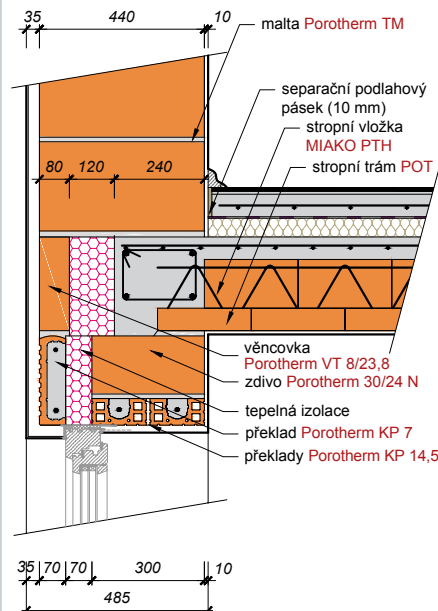 35 440 10
malta Porotherm TM
separační podlahový
pásek (10 mm)
stropní vložka
MIAKO PTH
stropní trám POT
80 120 240
věncovka
Porotherm VT 8/23,8
zdivo Porotherm 30/24 N
tepelná izolace
překlad Porotherm KP 7
překlady Porotherm KP 14,5
35 70 70 300 10
485